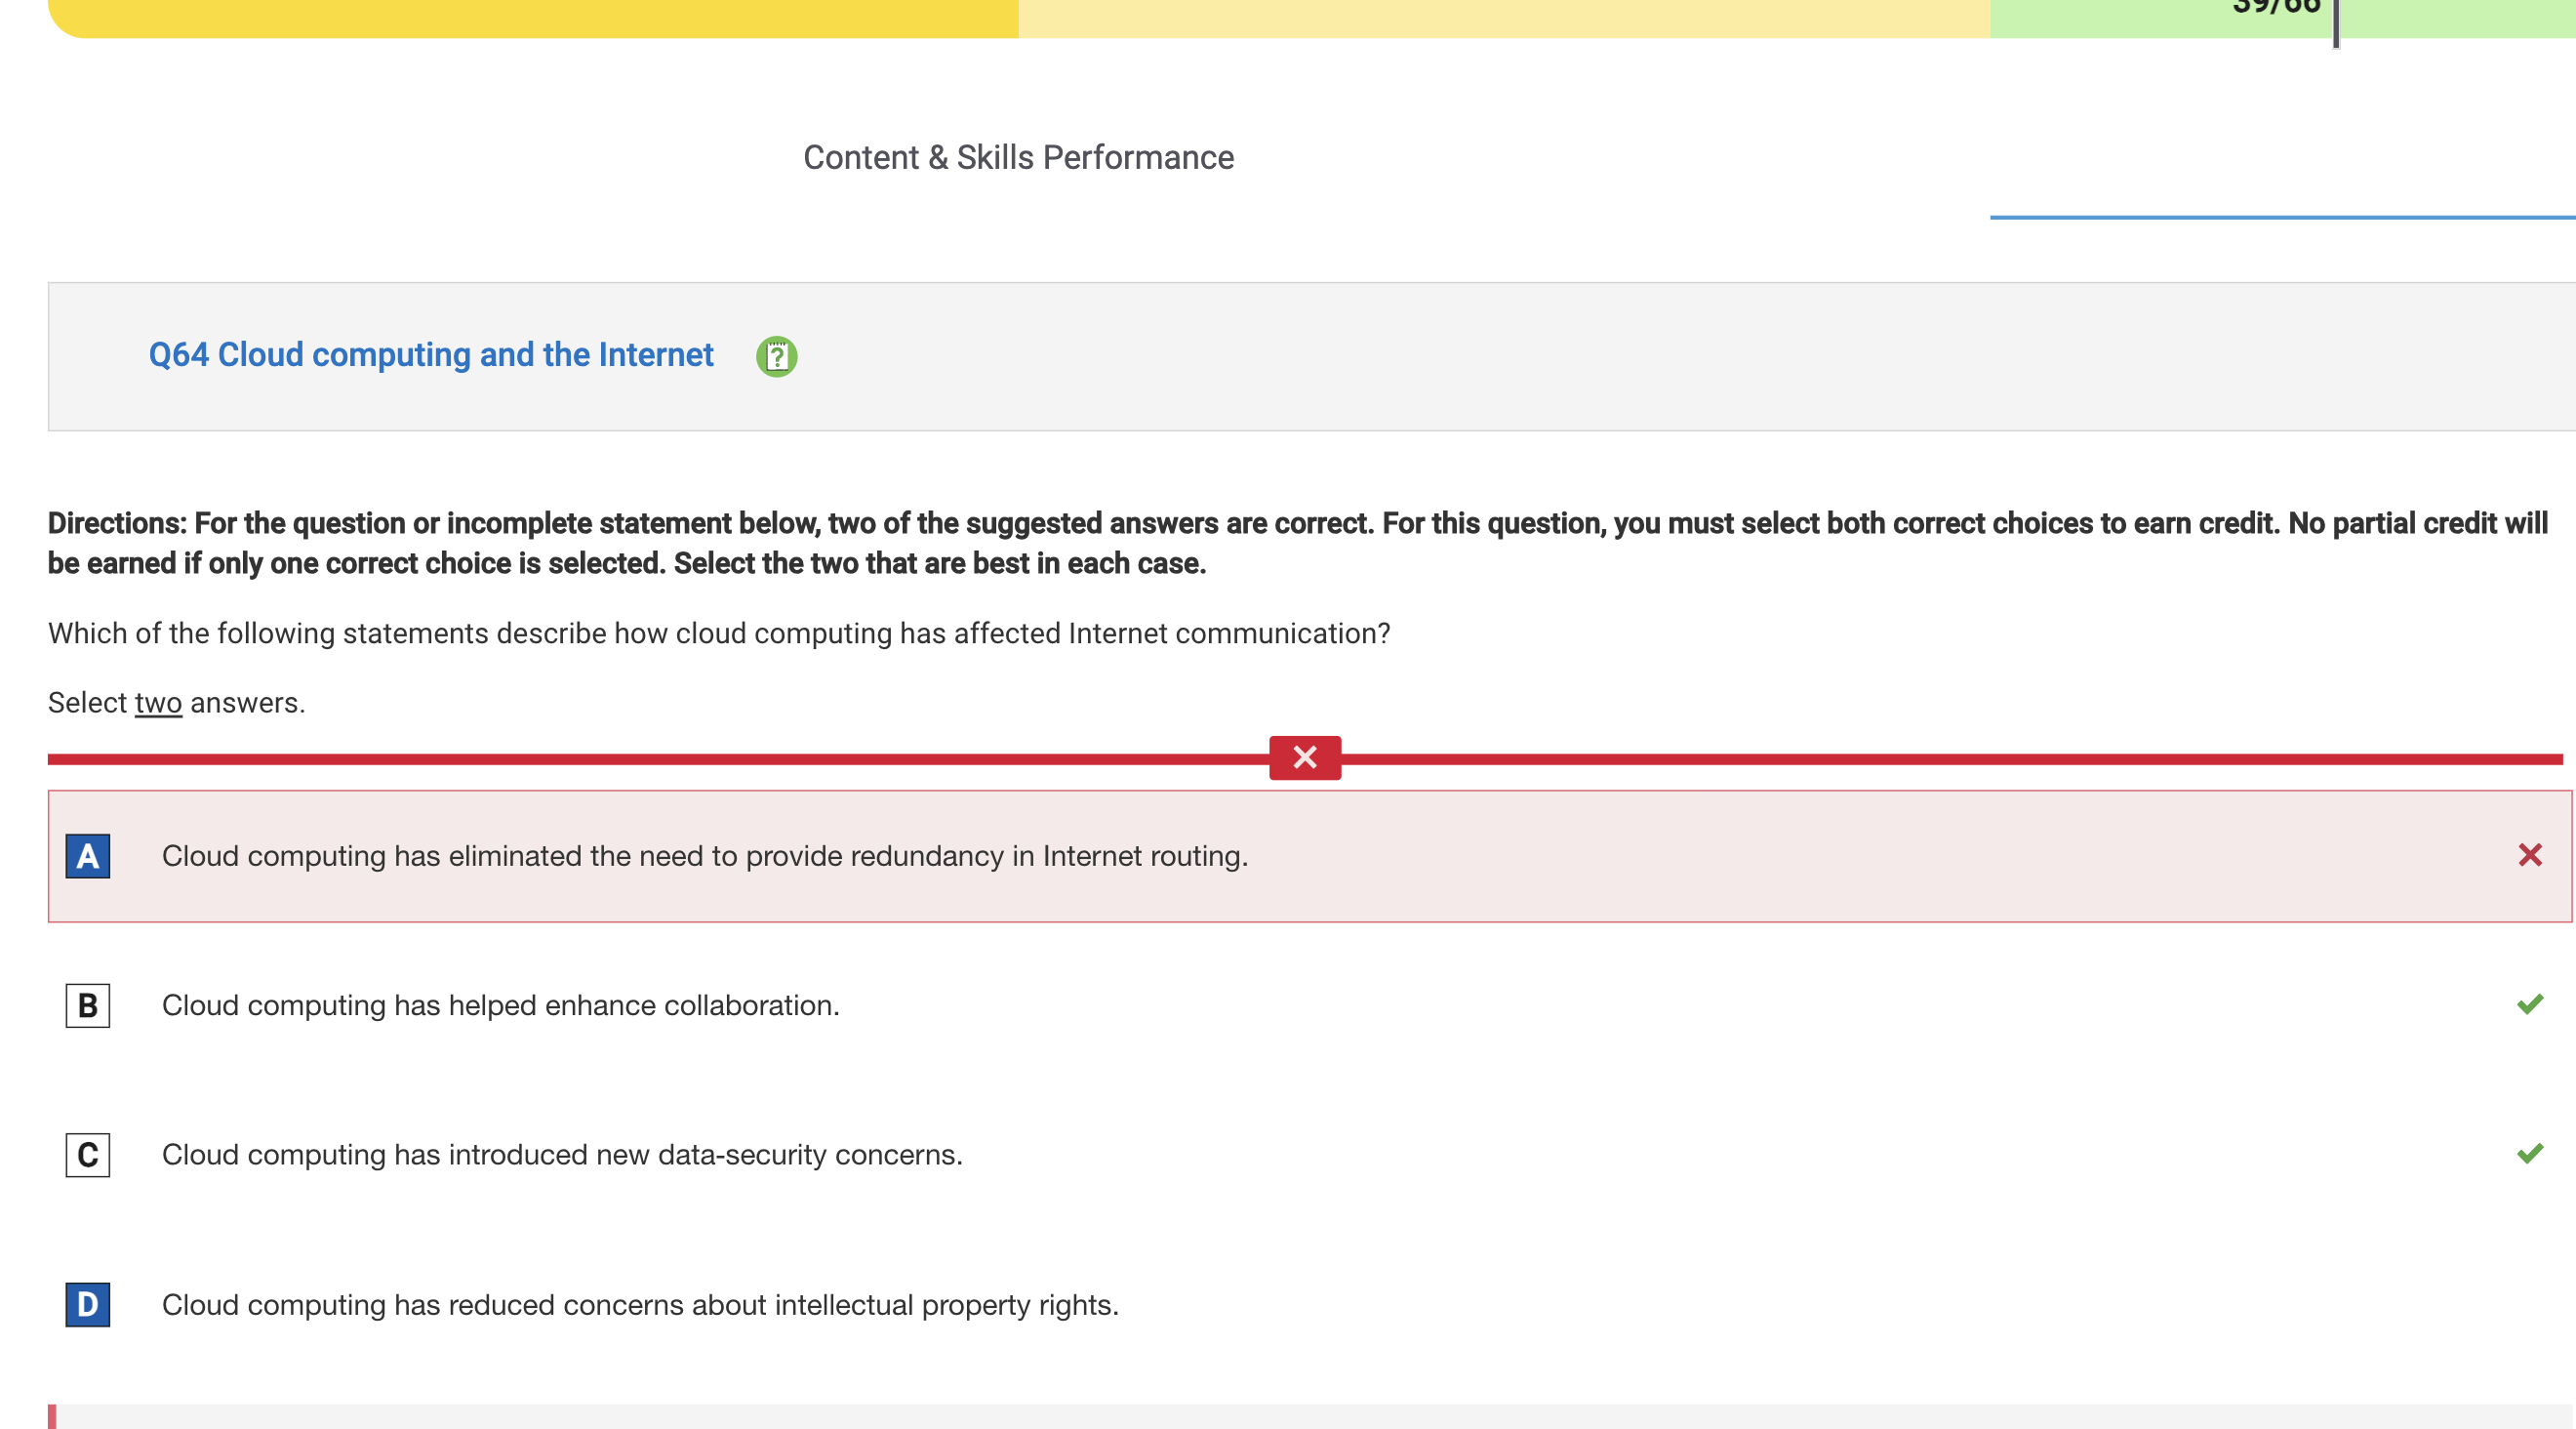 39/66
Content & Skills Performance
Q64 Cloud computing and the Internet
Directions: For the question or incomplete statement below, two of the suggested answers are correct. For this question, you must select both correct choices to earn credit. No partial credit will
be earned if only one correct choice is selected. Select the two that are best in each case.
Which of the following statements describe how cloud computing has affected Internet communication?
Select two answers.
A Cloud computing has eliminated the need to provide redundancy in Internet routing.
B Cloud computing has helped enhance collaboration.
C Cloud computing has introduced new data-security concerns.
D Cloud computing has reduced concerns about intellectual property rights.